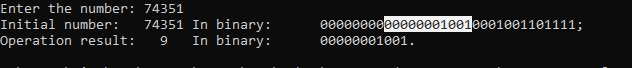 Enter the number: 74351
Initial number:   74351 In binary:      00000000000000010010001001101111;
Operation result:   9   In binary:      00000001001.